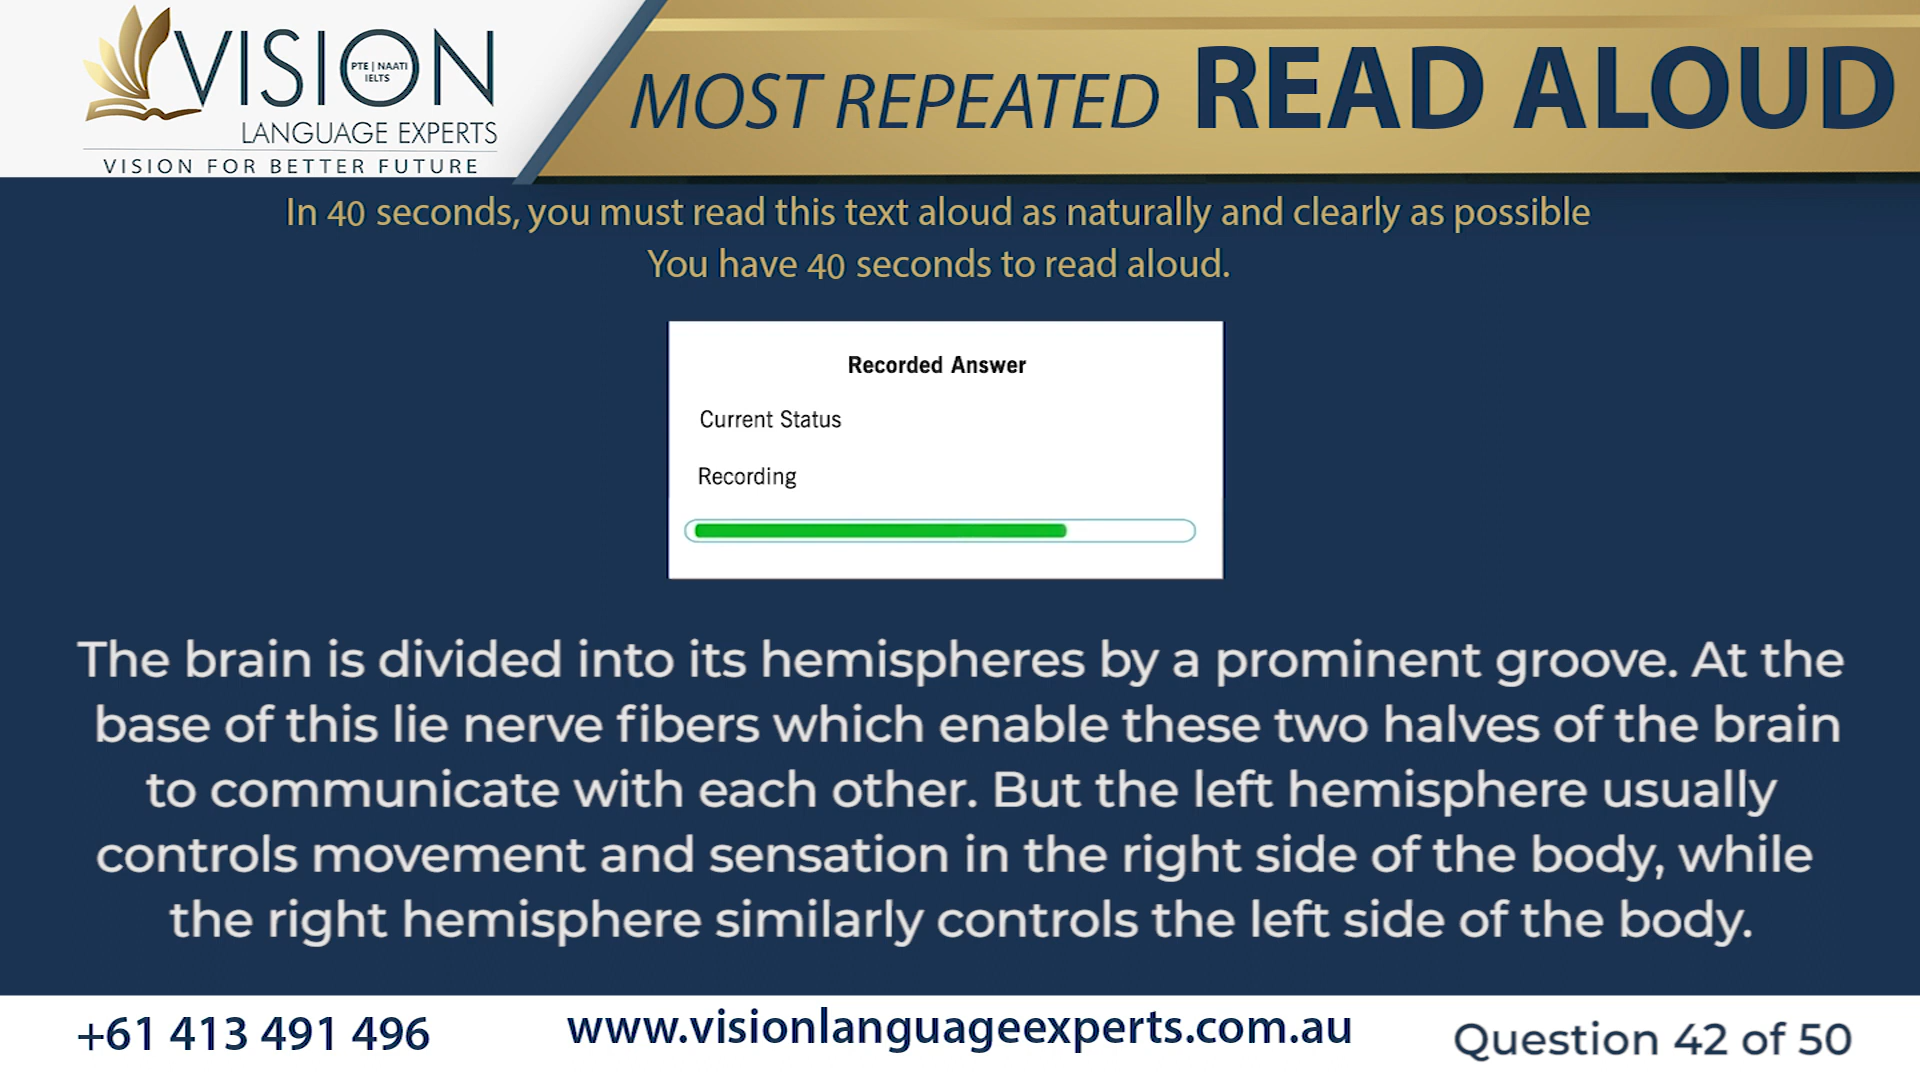 VISION
PTE | NAATI
IELTS
LANGUAGE EXPERTS
VISION FOR BETTER FUTURE
MOST REPEATED READ ALOUD
In 40 seconds, you must read this text aloud as naturally and clearly as possible
You have 40 seconds to read aloud.
Recorded Answer
Current Status
Recording
The brain is divided into its hemispheres by a prominent groove. At the
base of this lie nerve fibers which enable these two halves of the brain
to communicate with each other. But the left hemisphere usually
controls movement and sensation in the right side of the body, while
the right hemisphere similarly controls the left side of the body.
+61 413 491 496
www.visionlanguageexperts.com.au
Question 42 of 50